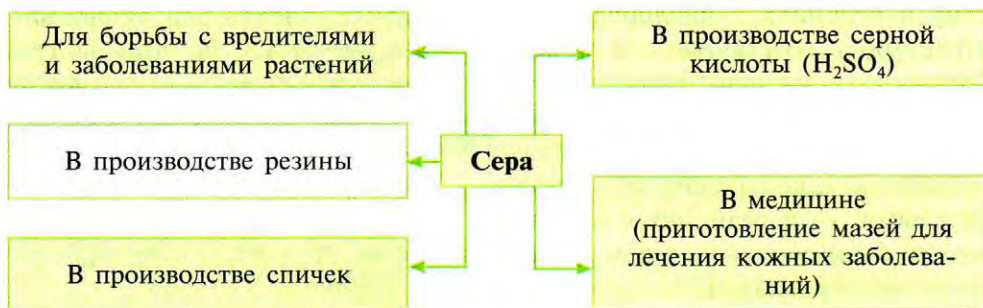 Для борьбы с вредителями
и заболеваниями растений
В производстве серной
кислоты (H₂SO₄)
В производстве резины
Сера
В медицине
(приготовление мазей для
лечения кожных заболева-
ний)
В производстве спичек